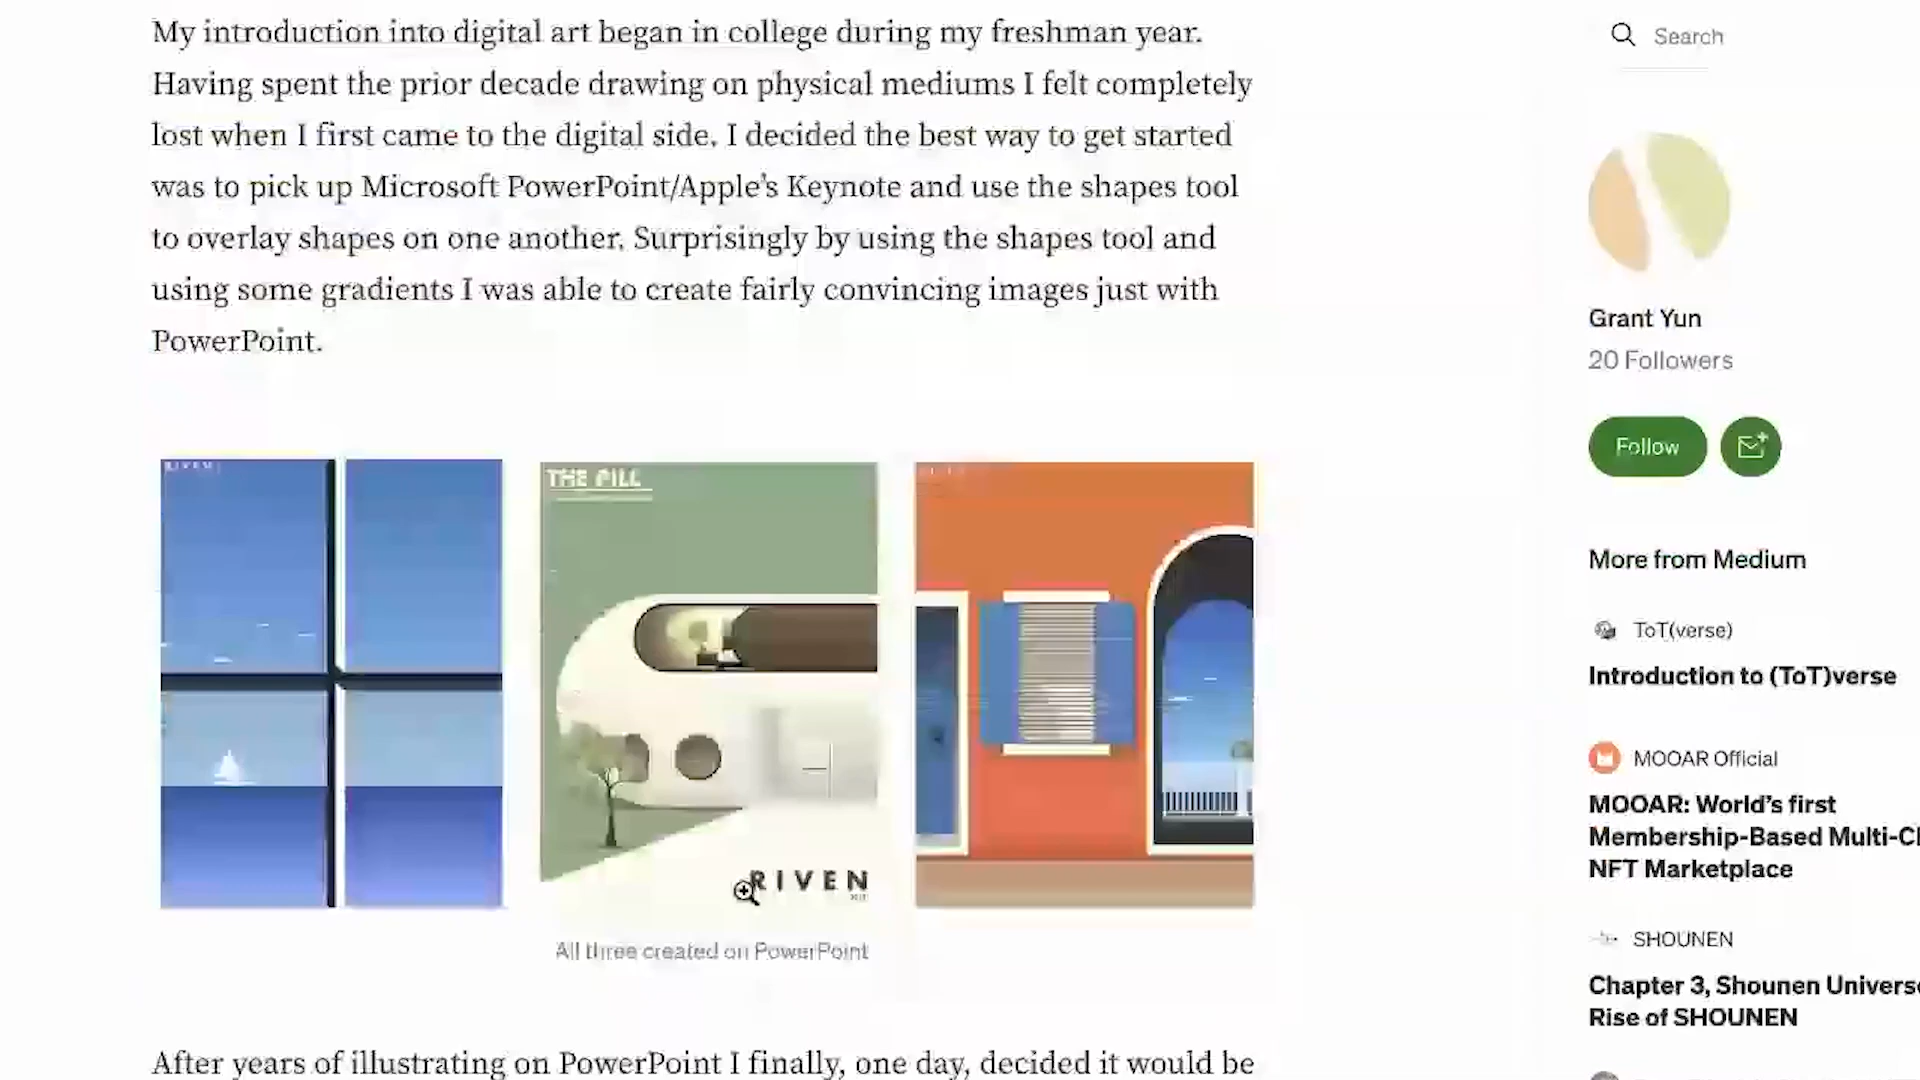 My introduction into digital art began in college during my freshman year.
Having spent the prior decade drawing on physical mediums I felt completely
lost when I first came to the digital side. I decided the best way to get started
was to pick up Microsoft PowerPoint/Apple's Keynote and use the shapes tool
to overlay shapes on one another. Surprisingly by using the shapes tool and
using some gradients I was able to create fairly convincing images just with
PowerPoint.
RIVEN
THE PILL
RIVEN
All three created on PowerPoint
After years of illustrating on PowerPoint I finally, one day, decided it would be
Search
Grant Yun
20 Followers
Follow
More from Medium
ToT(verse)
Introduction to (ToT)verse
MOOAR Official
MOOAR: World's first
Membership-Based Multi-Cl
NFT Marketplace
SHOUNEN
Chapter 3, Shounen Universe
Rise of SHOUNEN